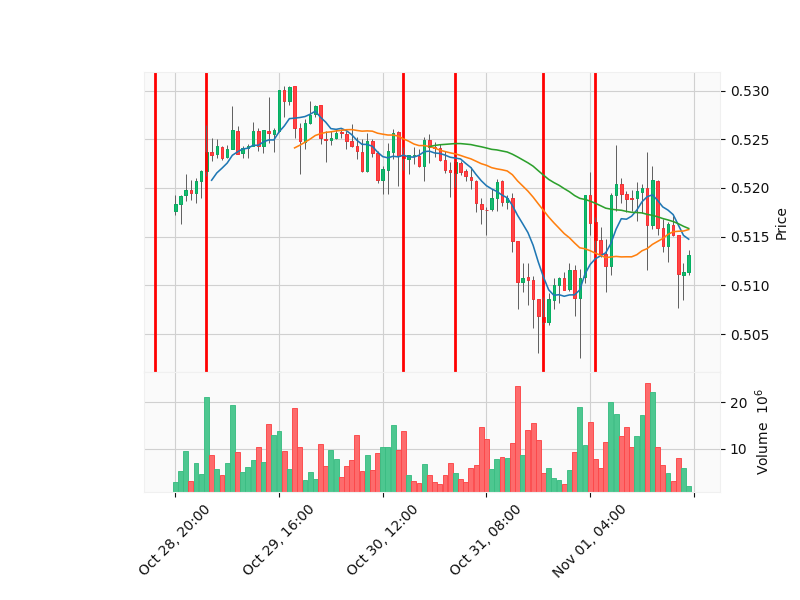 0.530
0.525
0.520
0.515
0.510
0.505
Price
20
10
Volume 10^6
Oct 28, 20:00
Oct 29, 16:00
Oct 30, 12:00
Oct 31, 08:00
Nov 01, 04:00